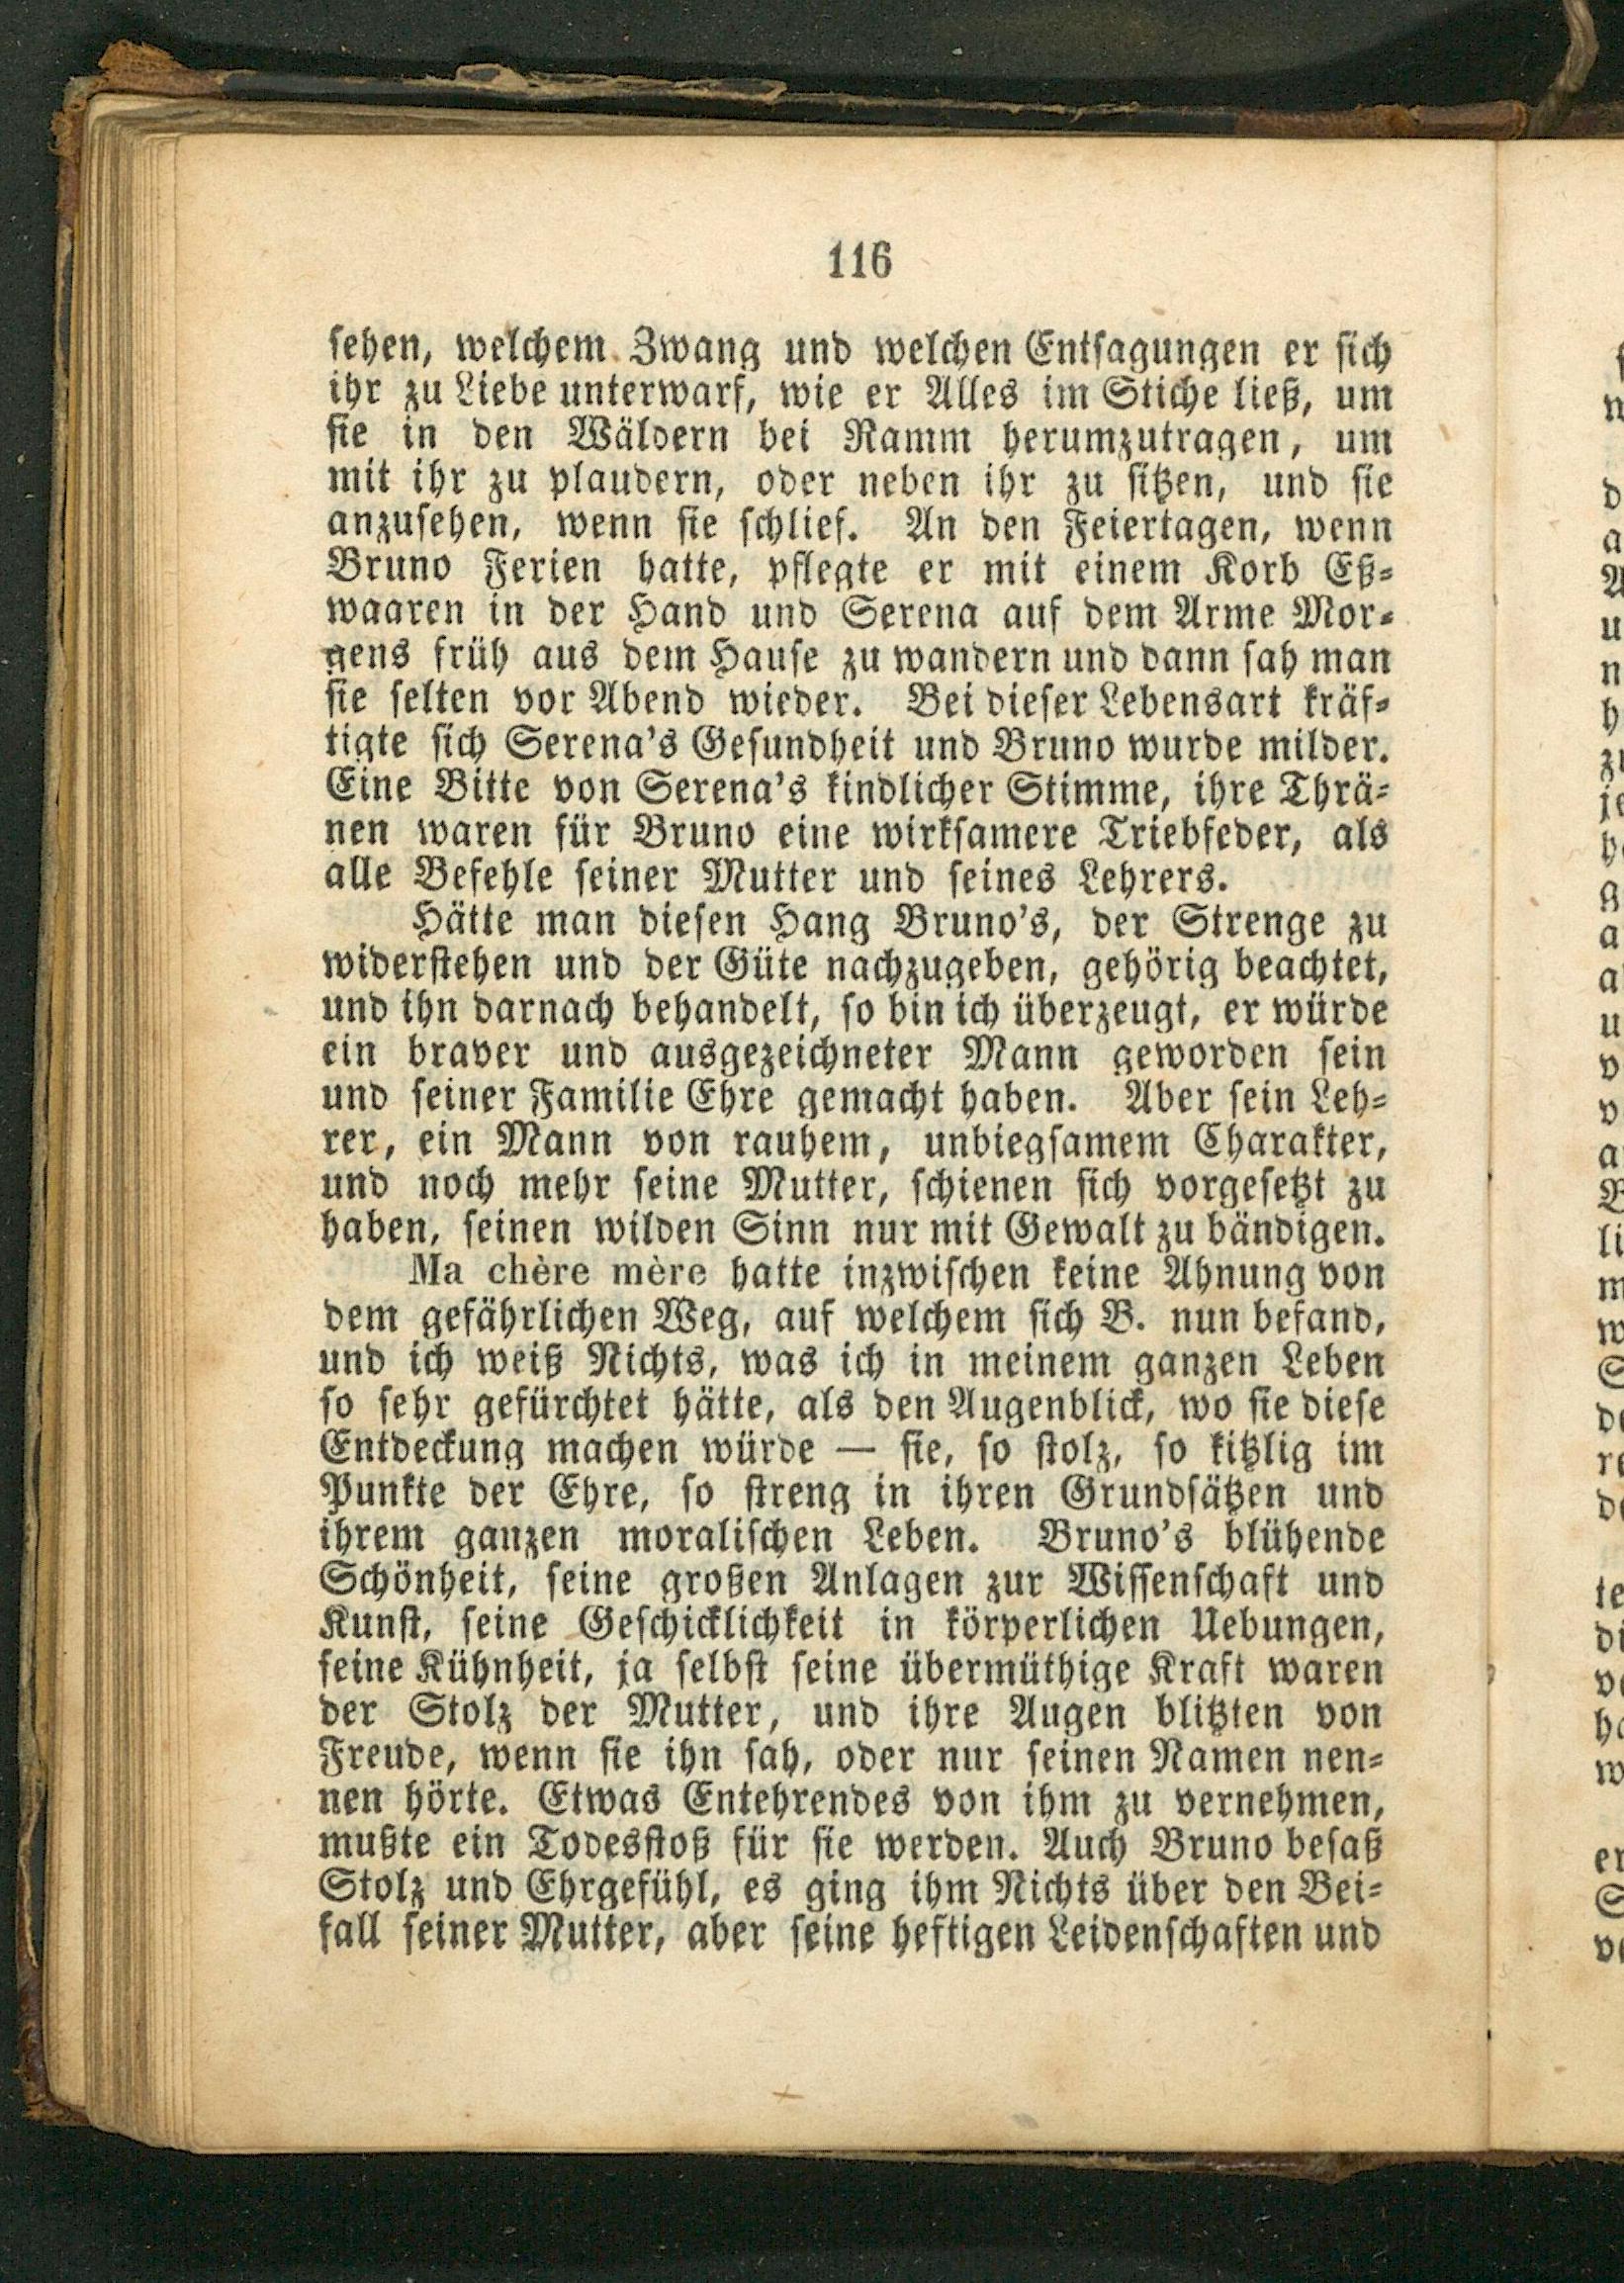 116
sehen, welchem Zwang und welchen Entsagungen er sich
ihr zu Liebe unterwarf, wie er Alles im Stiche ließ, um
sie in den Wäldern bei Ramm herumzutragen, um
mit ihr zu plaudern, oder neben ihr zu sitzen, und sie
anzusehen, wenn sie schlief. An den Feiertagen, wenn
Bruno Ferien hatte, pflegte er mit einem Korb Eß-
waaren in der Hand und Serena auf dem Arme Mor-
gens früh aus dem Hause zu wandern und dann sah man
sie selten vor Abend wieder. Bei dieser Lebensart kräf-
tigte sich Serena's Gesundheit und Bruno wurde milder.
Eine Bitte von Serena's kindlicher Stimme, ihre Thrä-
nen waren für Bruno eine wirksamere Triebfeder, als
alle Befehle seiner Mutter und seines Lehrers.
Hätte man diesen Hang Bruno's, der Strenge zu
widerstehen und der Güte nachzugeben, gehörig beachtet,
und ihn darnach behandelt, so bin ich überzeugt, er würde
ein braver und ausgezeichneter Mann geworden sein
und seiner Familie Ehre gemacht haben. Aber sein Leh-
rer, ein Mann von rauhem, unbiegsamem Charakter,
und noch mehr seine Mutter, schienen sich vorgesetzt zu
haben, seinen wilden Sinn nur mit Gewalt zu bändigen.
Ma chère mère hatte inzwischen keine Ahnung von
dem gefährlichen Weg, auf welchem sich B. nun befand,
und ich weiß Nichts, was ich in meinem ganzen Leben
so sehr gefürchtet hätte, als den Augenblick, wo sie diese
Entdeckung machen würde — sie, so stolz, so kitzlig im
Punkte der Ehre, so streng in ihren Grundsätzen und
ihrem ganzen moralischen Leben. Bruno's blühende
Schönheit, seine großen Anlagen zur Wissenschaft und
Kunst, seine Geschicklichkeit in körperlichen Uebungen,
seine Kühnheit, ja selbst seine übermüthige Kraft waren
der Stolz der Mutter, und ihre Augen blitzten von
Freude, wenn sie ihn sah, oder nur seinen Namen nen-
nen hörte. Etwas Entehrendes von ihm zu vernehmen,
mußte ein Todesstoß für sie werden. Auch Bruno besaß
Stolz und Ehrgefühl, es ging ihm Nichts über den Bei-
fall seiner Mutter, aber seine heftigen Leidenschaften und